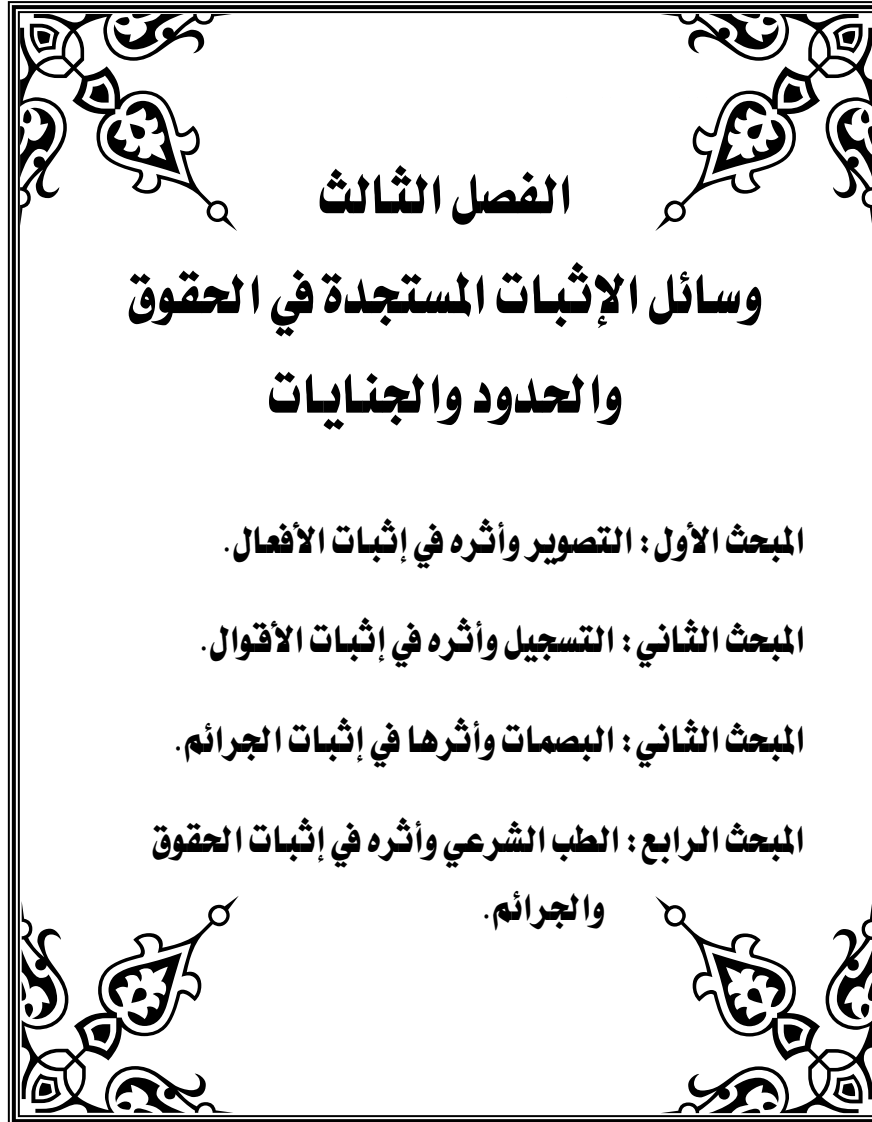 الفصل الثالث
وسائل الإثبات المستجدة في الحقوق
والحدود والجنايات
المبحث الأول : التصوير وأثره في إثبات الأفعال.
المبحث الثاني : التسجيل وأثره في إثبات الأقوال.
المبحث الثاني : البصمات وأثرها في إثبات الجرائم.
المبحث الرابع : الطب الشرعي وأثره في إثبات الحقوق
والجرائم.